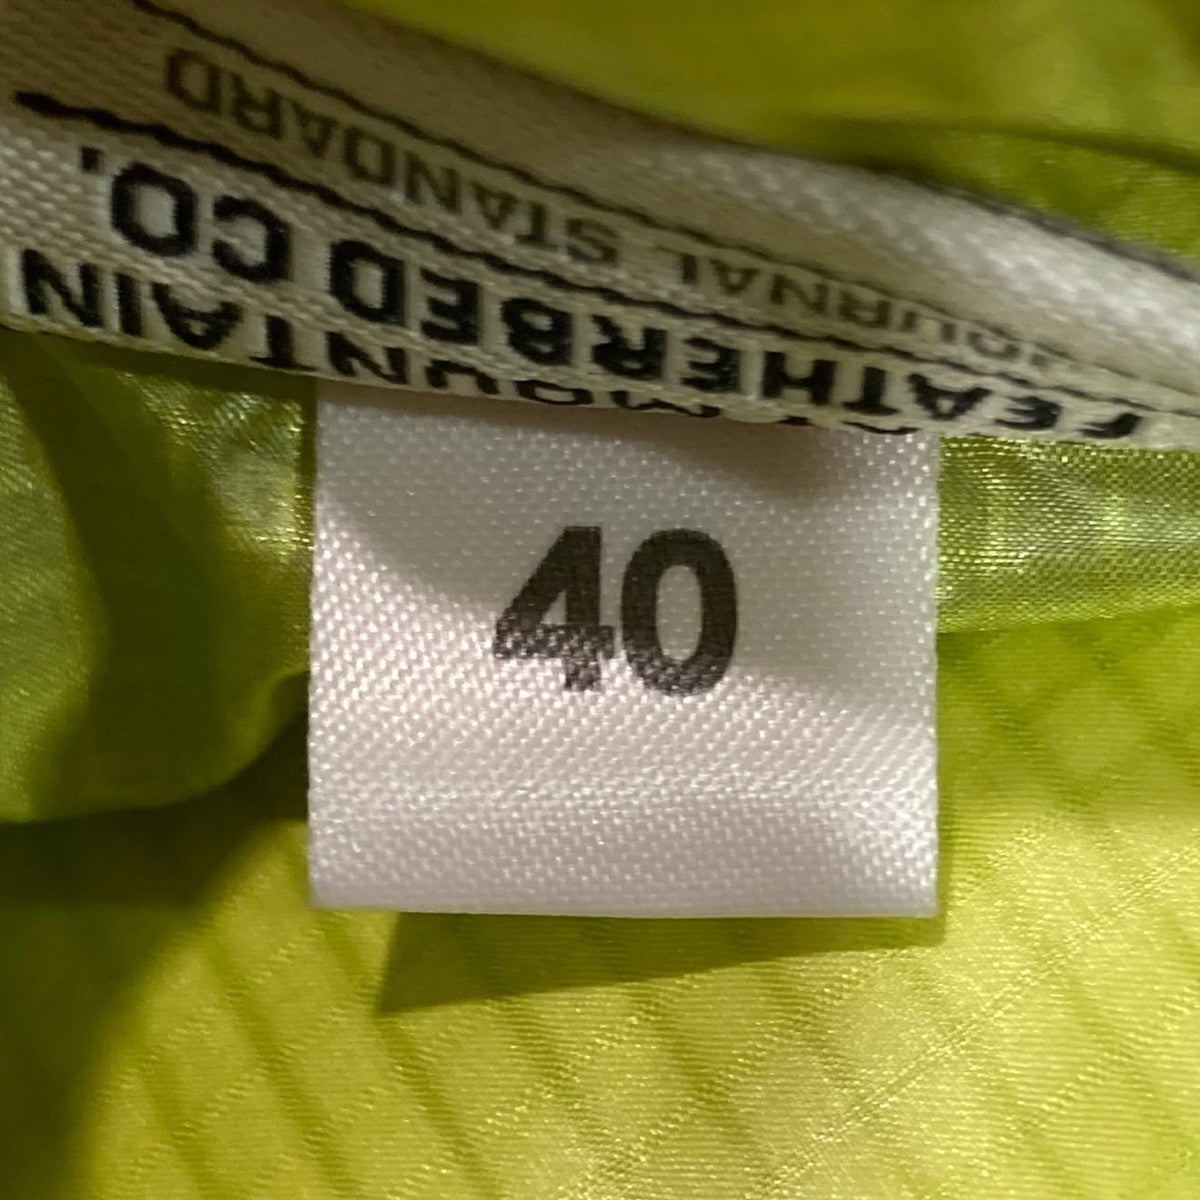 MOUNTAIN
FEATHERBED CO.
JOURNAL STANDARD
40